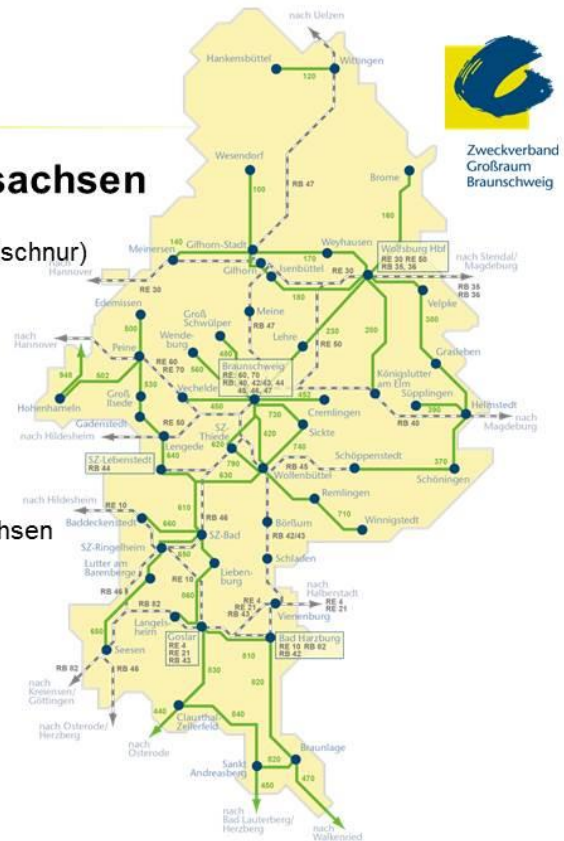 nach Uelzen
Hankensbüttel
Wittingen
120
Zweckverband
Großraum
Braunschweig
sachsen
Wesendorf
Brome
100
RB 47
160
schnur)
nach
Hannover
Meinersen
140
Gifhorn-Stadt
170
Weyhausen
Wolfsburg Hbf
RE 30 RE 50
RB 35, 36
nach Stendal/
Magdeburg
RE 30
Gifhorn
Isenbüttel
RE 30
180
RB 35
RB 36
Edemissen
Velpke
500
Groß
Schwülper
Meine
RB 47
230
RE 50
300
nach
Hannover
Wende-
burg
Lehre
Peine
RE 60
RE 70
560
Grasleben
Braunschweig
RE: 60, 70
RB: 40, 42/43, 44
45, 46, 47
Königslutter
am Elm
Süpplingen
Helmstedt
940
502
530
Vechelde
450
452
390
Hohenhameln
Groß
Ilsede
Cremlingen
RB 40
nach
Magdeburg
Gadenstedt
RE 50
SZ-
Thiede
730
420
Sickte
nach Hildesheim
Lengede
620
740
640
790
Schöppenstedt
370
SZ-Lebenstedt
RB 44
630
Wolfenbüttel
RB 45
Schöningen
Remlingen
nach Hildesheim
RE 10
610
710
Baddeckenstedt
660
RB 46
Börßum
Winnigstedt
hsen
SZ-Bad
RB 42/43
SZ-Ringelheim
Schladen
Lutter am
Barenberge
Lieben-
burg
RE 10
nach
Halberstadt
RB 46
RE 4
RE 21
RB 43
RE 4
RE 21
RB 82
Vienenburg
Langels-
heim
Goslar
RE 4
RE 21
RB 43
810
Bad Harzburg
RE 10 RB 82
RB 42
Seesen
RB 82
RB 46
830
820
nach
Kreiensen/
Göttingen
nach Osterode/
Herzberg
440
Clausthal-
Zellerfeld
840
nach
Osterode
Braunlage
820
Sankt
Andreasberg
470
450
nach
Bad Lauterberg/
Herzberg
nach
Walkenried